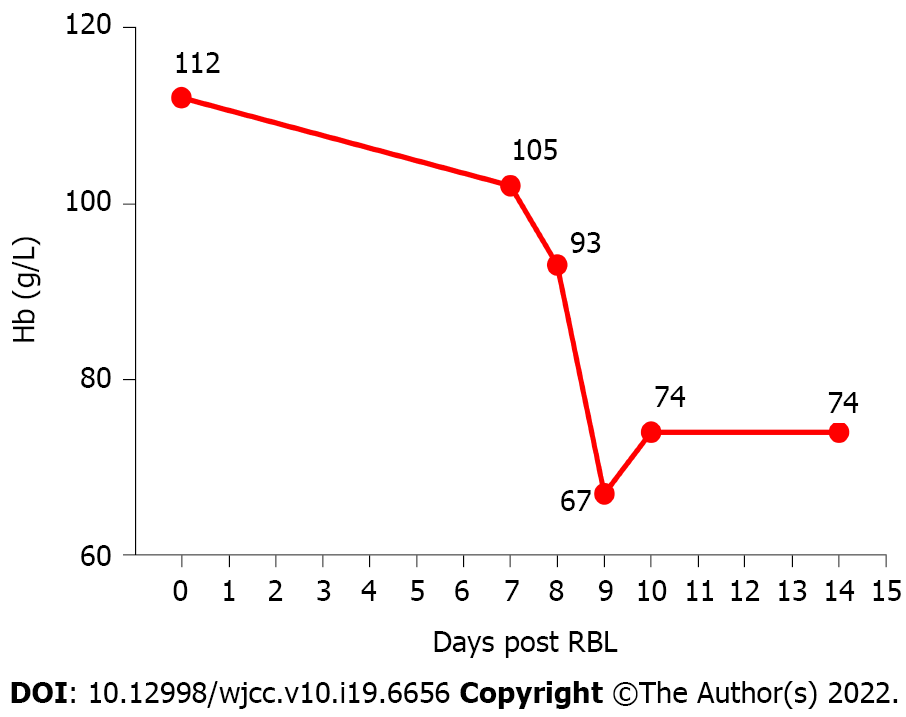 120
112
105
100
93
Hb (g/L)
80
74
74
67
60
0 1 2 3 4 5 6 7 8 9 10 11 12 13 14 15
Days post RBL
DOI: 10.12998/wjcc.v10.i19.6656 Copyright ©The Author(s) 2022.